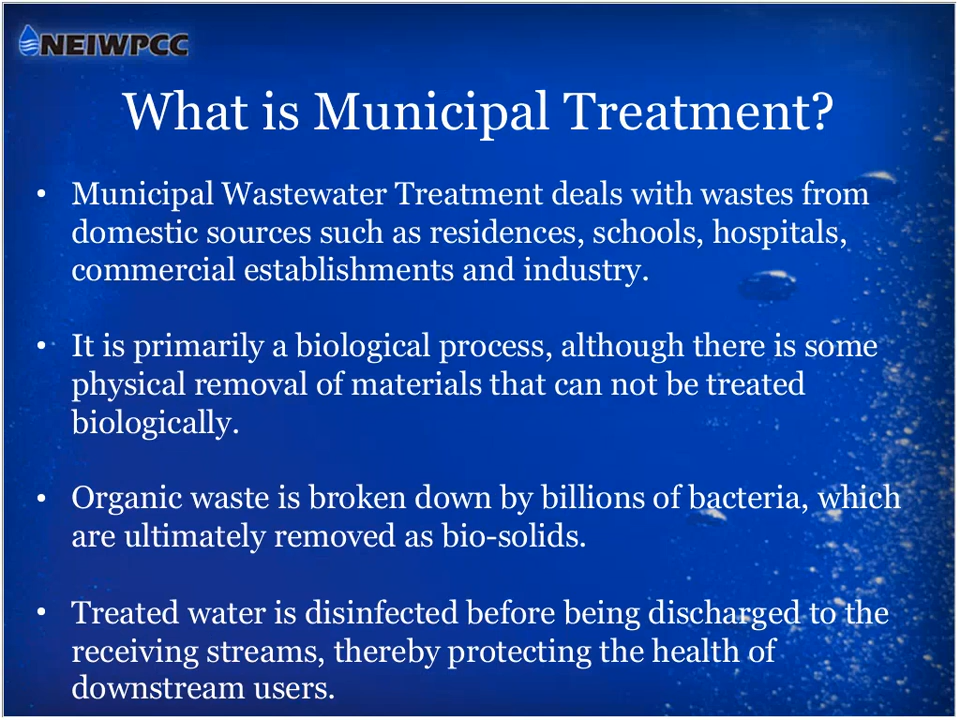 NEIWPCC
What is Municipal Treatment?
• Municipal Wastewater Treatment deals with wastes from
domestic sources such as residences, schools, hospitals,
commercial establishments and industry.
• It is primarily a biological process, although there is some
physical removal of materials that can not be treated
biologically.
• Organic waste is broken down by billions of bacteria, which
are ultimately removed as bio-solids.
• Treated water is disinfected before being discharged to the
receiving streams, thereby protecting the health of
downstream users.